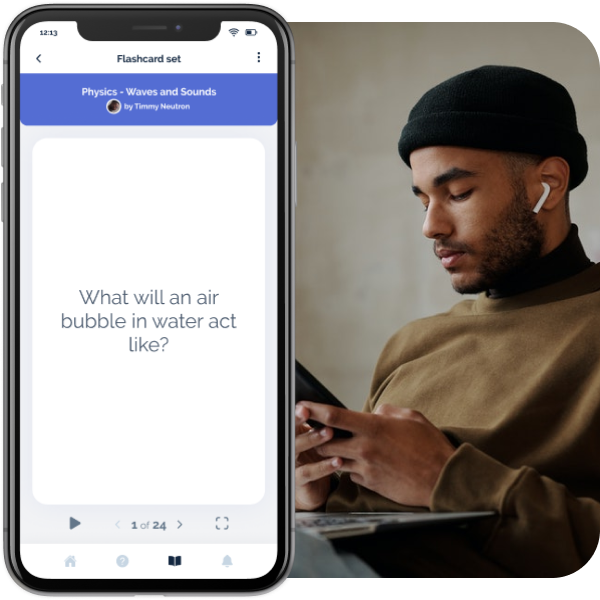 12:13
Flashcard set
Physics - Waves and Sounds
by Timmy Neutron
What will an air
bubble in water act
like?
1 of 24